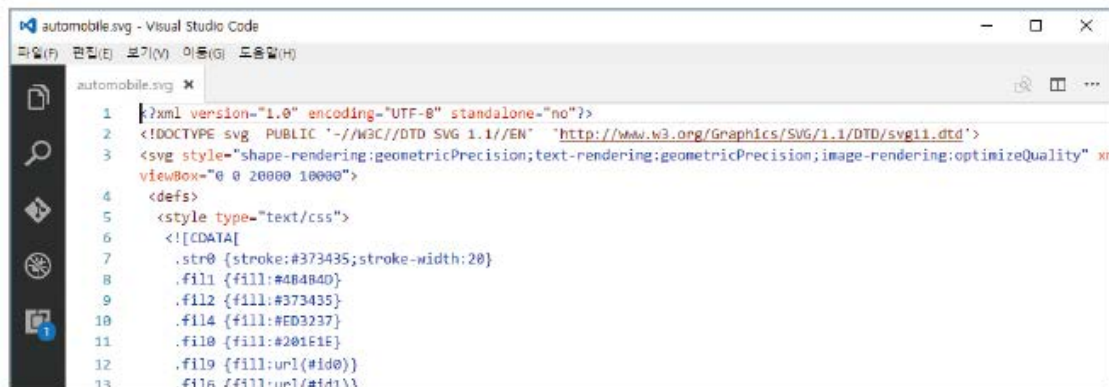 automobile.svg - Visual Studio Code
파일(F) 편집(E) 보기(V) 이동(G) 도움말(H)
automobile.svg
1 <?xml version="1.0" encoding="UTF-8" standalone="no"?>
2 <!DOCTYPE svg PUBLIC '-//W3C//DTD SVG 1.1//EN' 'http://www.w3.org/Graphics/SVG/1.1/DTD/svg11.dtd'>
3 <svg style="shape-rendering:geometricPrecision;text-rendering:geometricPrecision;image-rendering:optimizeQuality"
viewBox="0 0 20000 10000">
4 <defs>
5 <style type="text/css">
6 <![CDATA[
7 .str0 {stroke:#373435;stroke-width:20}
8 .fil1 {fill:#4B4B4D}
9 .fil2 {fill:#373435}
10 .fil4 {fill:#ED3237}
11 .fil0 {fill:#201E1E}
12 .fil9 {fill:url(#id0)}
13 .fil6 {fill:url(#id1)}
1